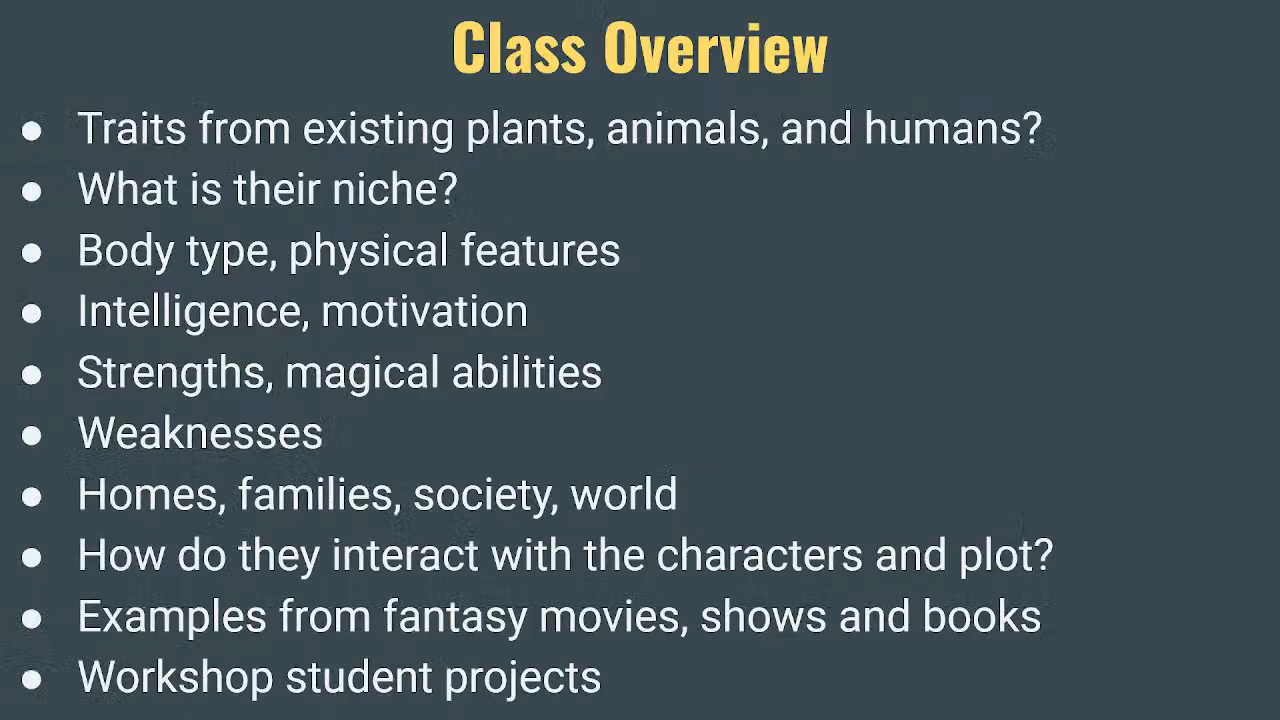 Class Overview
● Traits from existing plants, animals, and humans?
● What is their niche?
● Body type, physical features
● Intelligence, motivation
● Strengths, magical abilities
● Weaknesses
● Homes, families, society, world
● How do they interact with the characters and plot?
● Examples from fantasy movies, shows and books
● Workshop student projects